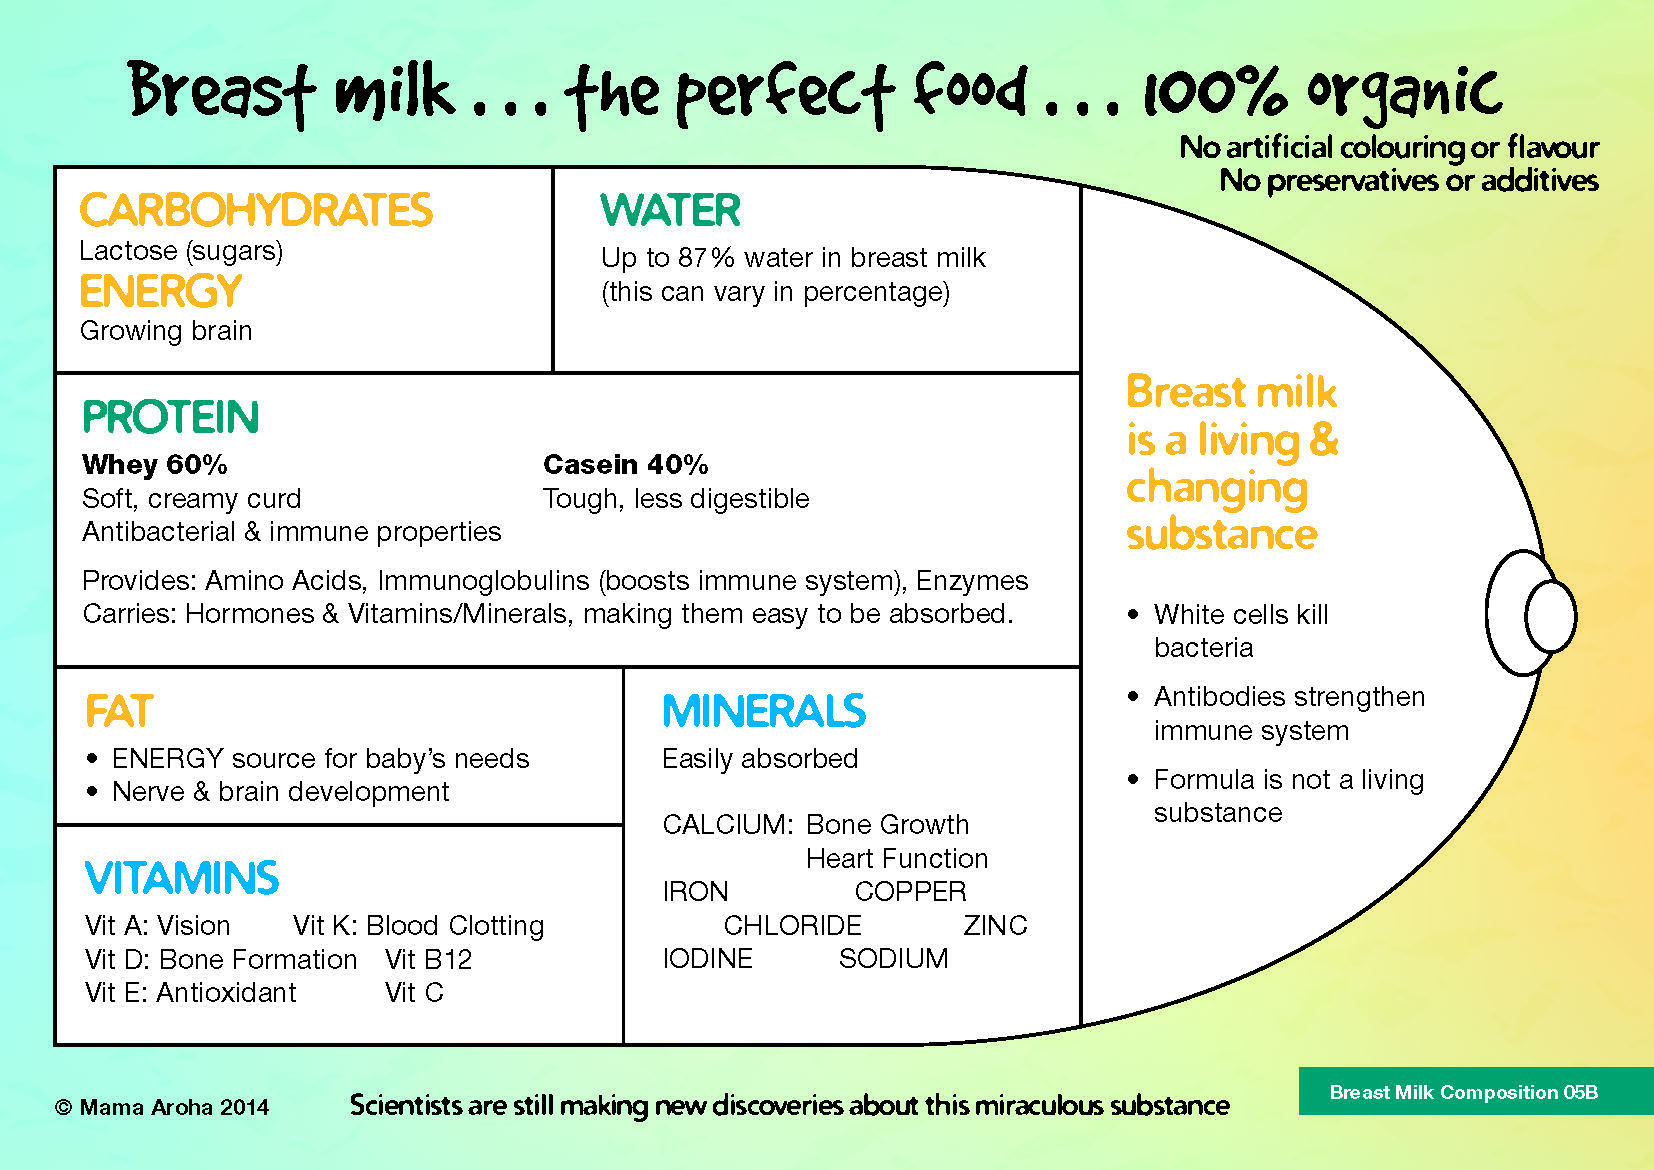 Breast milk . . . the perfect food . . . 100% organic
No artificial colouring or flavour
No preservatives or additives
CARBOHYDRATES
Lactose (sugars)
ENERGY
Growing brain
WATER
Up to 87% water in breast milk
(this can vary in percentage)
PROTEIN
Whey 60%
Soft, creamy curd
Antibacterial & immune properties
Casein 40%
Tough, less digestible
Provides: Amino Acids, Immunoglobulins (boosts immune system), Enzymes
Carries: Hormones & Vitamins/Minerals, making them easy to be absorbed.
FAT
• ENERGY source for baby's needs
• Nerve & brain development
VITAMINS
Vit A: Vision Vit K: Blood Clotting
Vit D: Bone Formation Vit B12
Vit E: Antioxidant Vit C
MINERALS
Easily absorbed
CALCIUM: Bone Growth
Heart Function
IRON COPPER
CHLORIDE ZINC
IODINE SODIUM
Breast milk
is a living &
changing
substance
• White cells kill
bacteria
• Antibodies strengthen
immune system
• Formula is not a living
substance
© Mama Aroha 2014
Scientists are still making new discoveries about this miraculous substance
Breast Milk Composition 05B